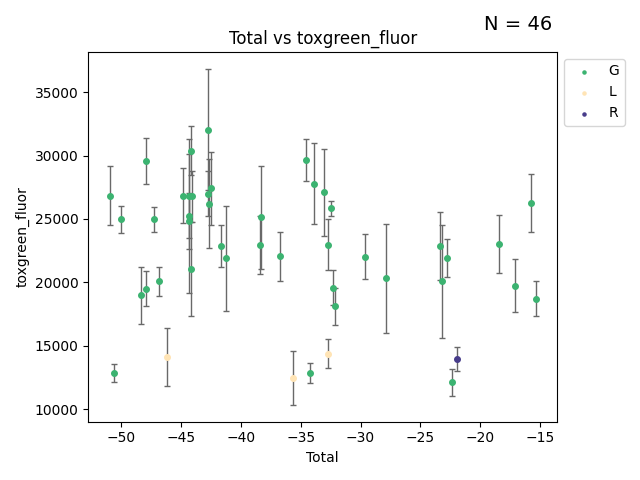 N = 46
Total vs toxgreen_fluor
G
L
R
toxgreen_fluor
35000
30000
25000
20000
15000
10000
−50
−45
−40
−35
−30
−25
−20
−15
Total